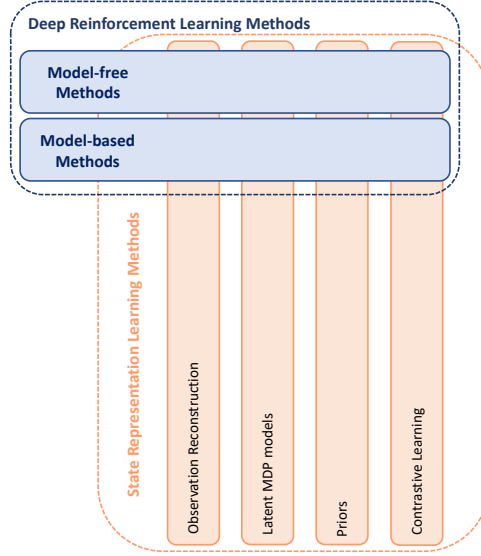 Deep Reinforcement Learning Methods
Model-free
Methods
Model-based
Methods
State Representation Learning Methods
Observation Reconstruction
Latent MDP models
Priors
Contrastive Learning